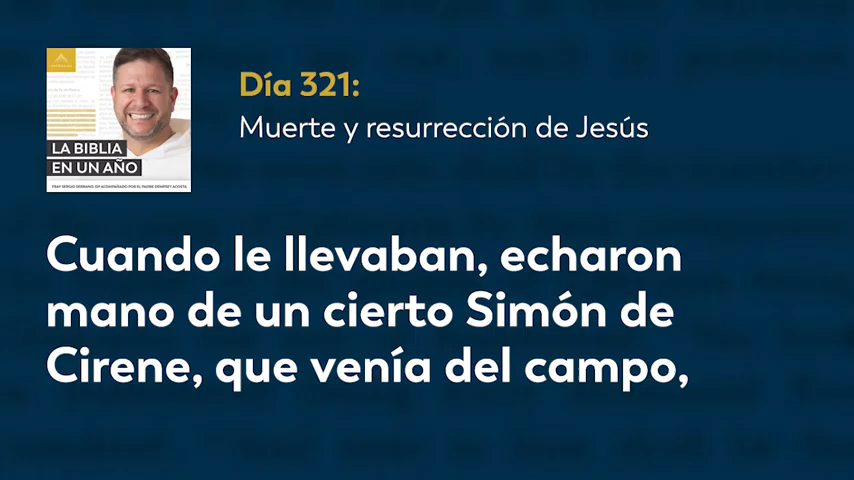 Día 321:
Muerte y resurrección de Jesús
LA BIBLIA
EN UN AÑO
Cuando le llevaban, echaron
mano de un cierto Simón de
Cirene, que venía del campo,